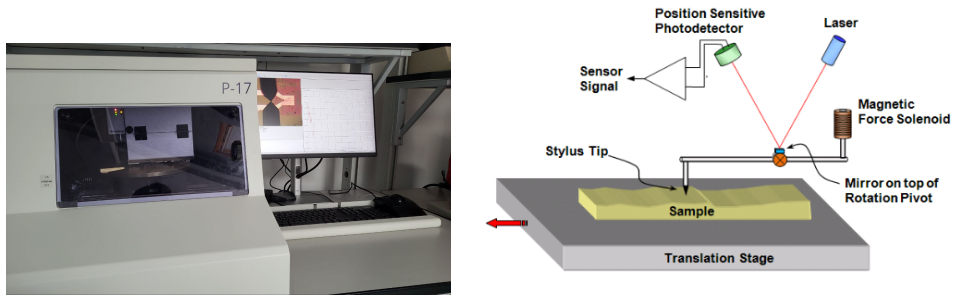 P-17
Position Sensitive
Photodetector
Laser
Sensor
Signal
Magnetic
Force Solenoid
Stylus Tip
Mirror on top of
Rotation Pivot
Sample
Translation Stage